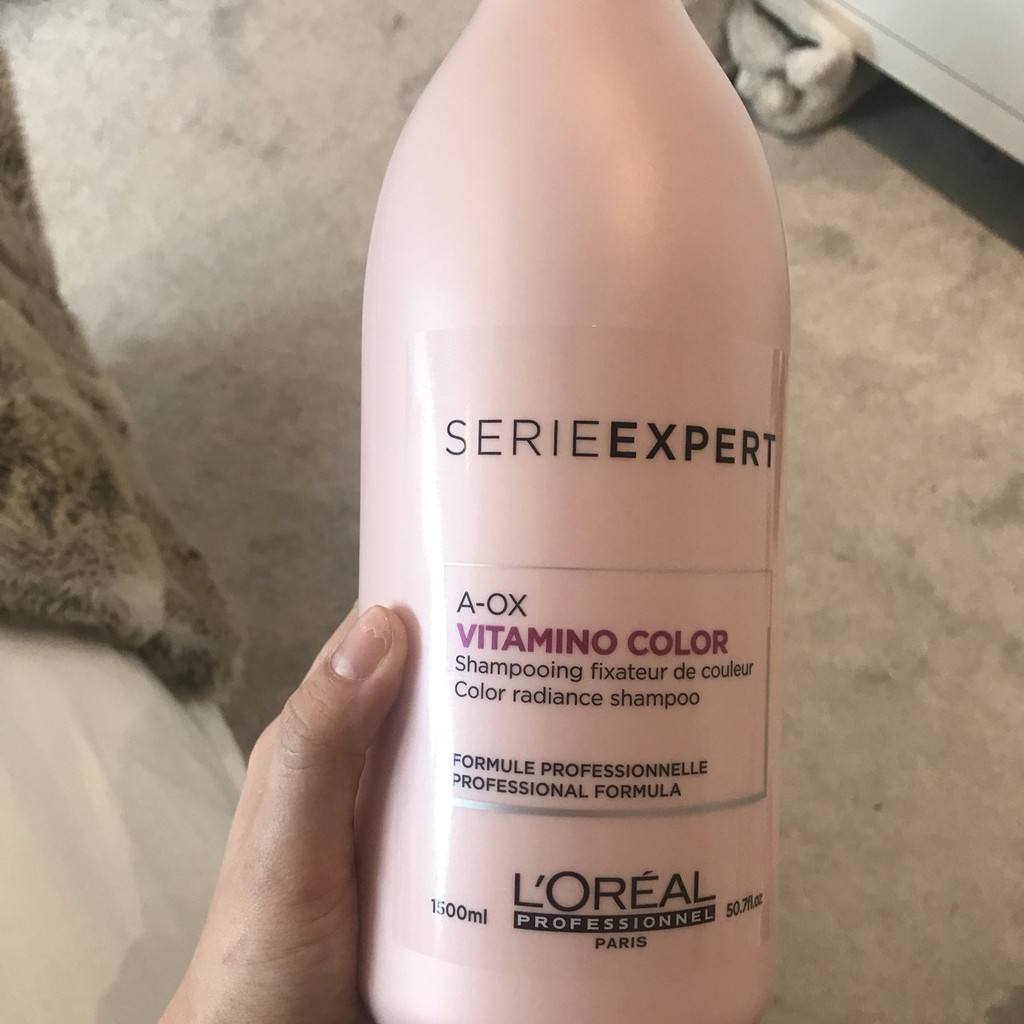 SERIEEXPERT
A-OX
VITAMINO COLOR
Shampooing fixateur de couleur
Color radiance shampoo
FORMULE PROFESSIONNELLE
PROFESSIONAL FORMULA
1500ml
L'ORÉAL
PROFESSIONNEL
PARIS
50.7fl.oz